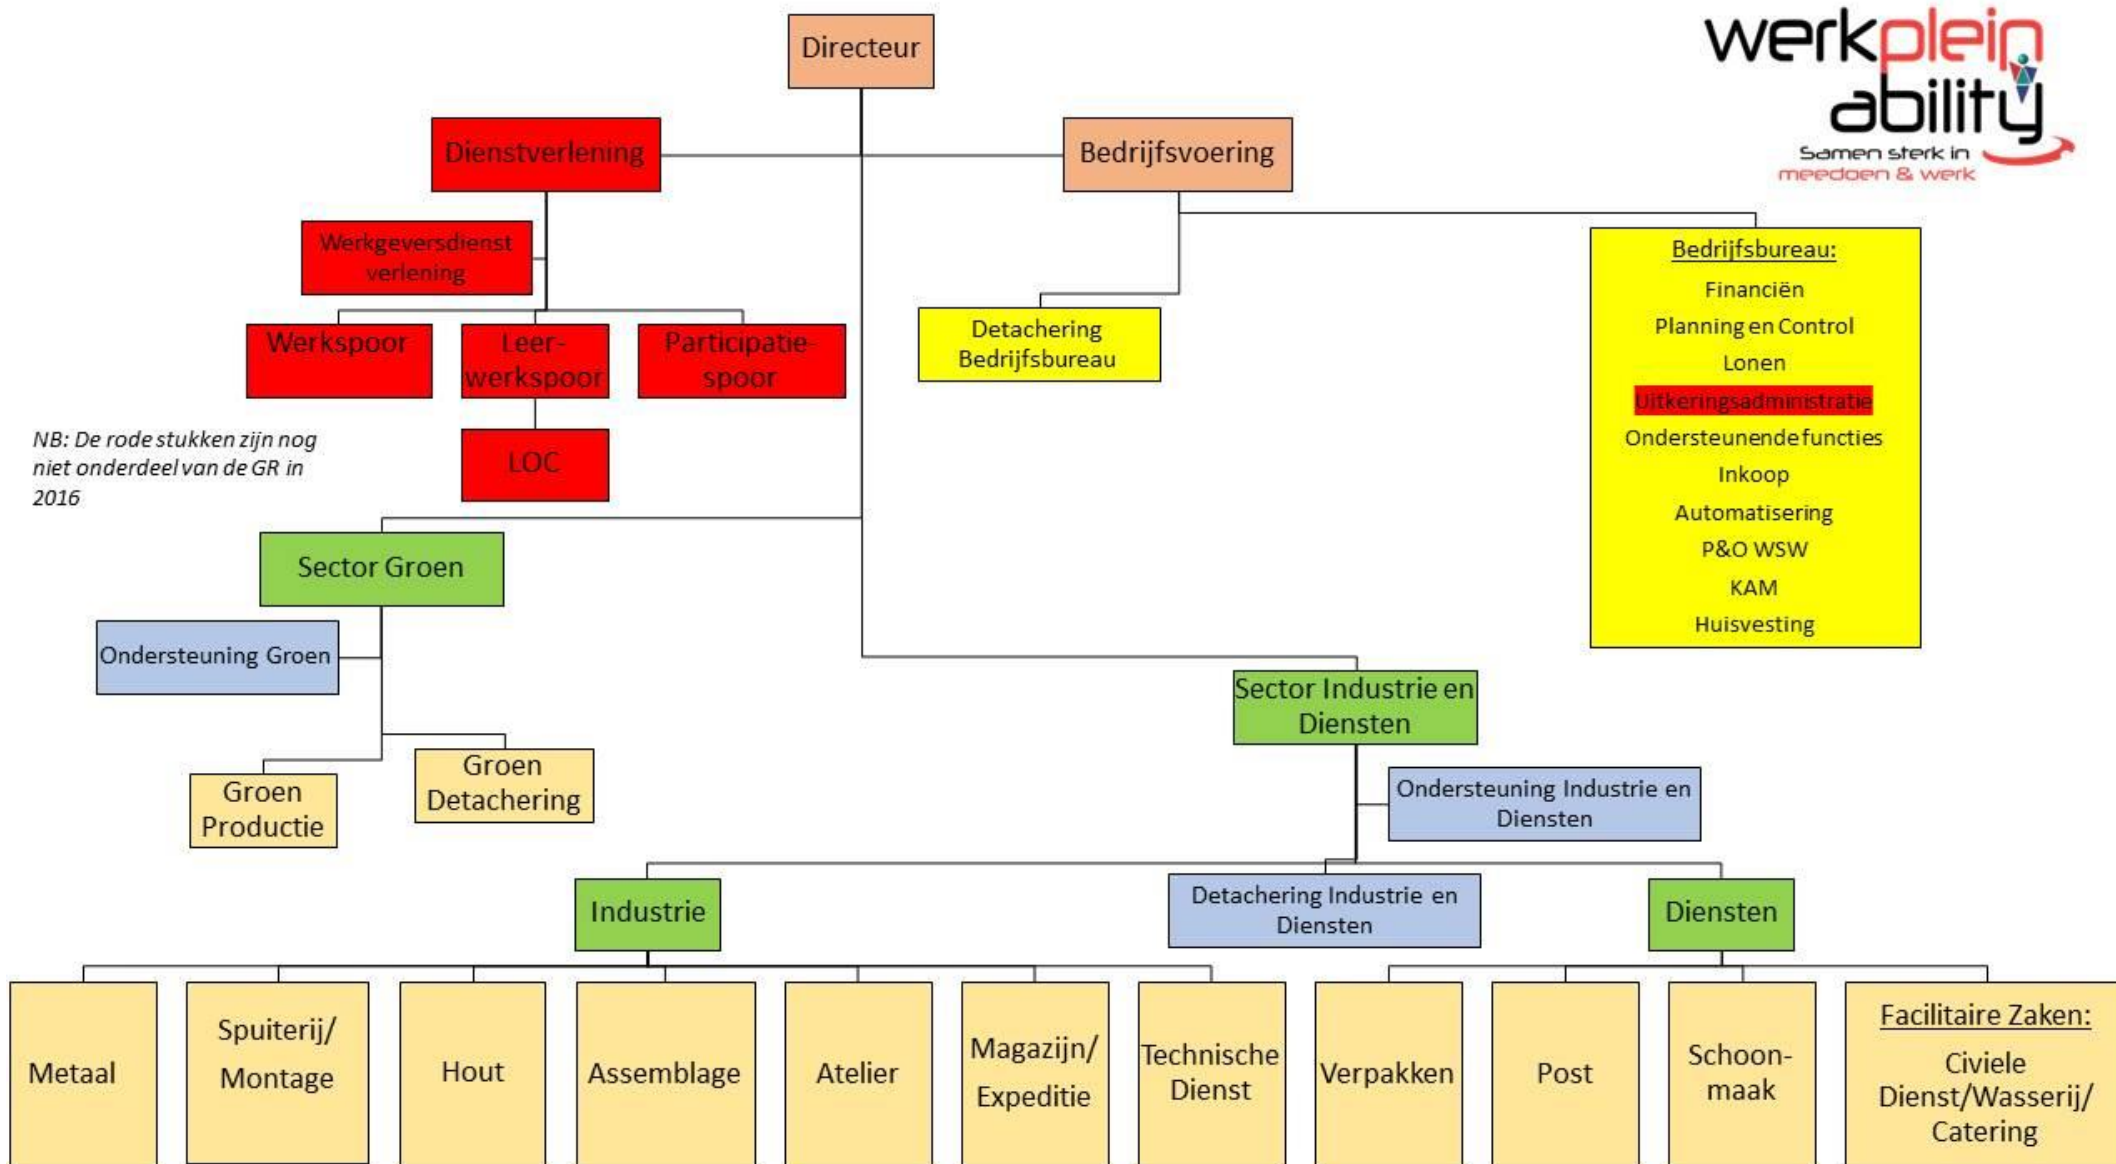 werkplein
ability
Samen sterk in
meedoen & werk
Directeur
Dienstverlening
Bedrijfsvoering
Werkgeversdienst
verlening
Werkspoor
Leer-
werkspoor
Participatie-
spoor
LOC
Detachering
Bedrijfsbureau
Bedrijfsbureau:
Financiën
Planning en Control
Lonen
Uitkeringsadministratie
Ondersteunende functies
Inkoop
Automatisering
P&O WSW
KAM
Huisvesting
NB: De rode stukken zijn nog
niet onderdeel van de GR in
2016
Sector Groen
Ondersteuning Groen
Groen
Productie
Groen
Detachering
Sector Industrie en
Diensten
Ondersteuning Industrie en
Diensten
Industrie
Detachering Industrie en
Diensten
Diensten
Metaal
Spuiterij/
Montage
Hout
Assemblage
Atelier
Magazijn/
Expeditie
Technische
Dienst
Verpakken
Post
Schoon-
maak
Facilitaire Zaken:
Civiele
Dienst/Wasserij/
Catering